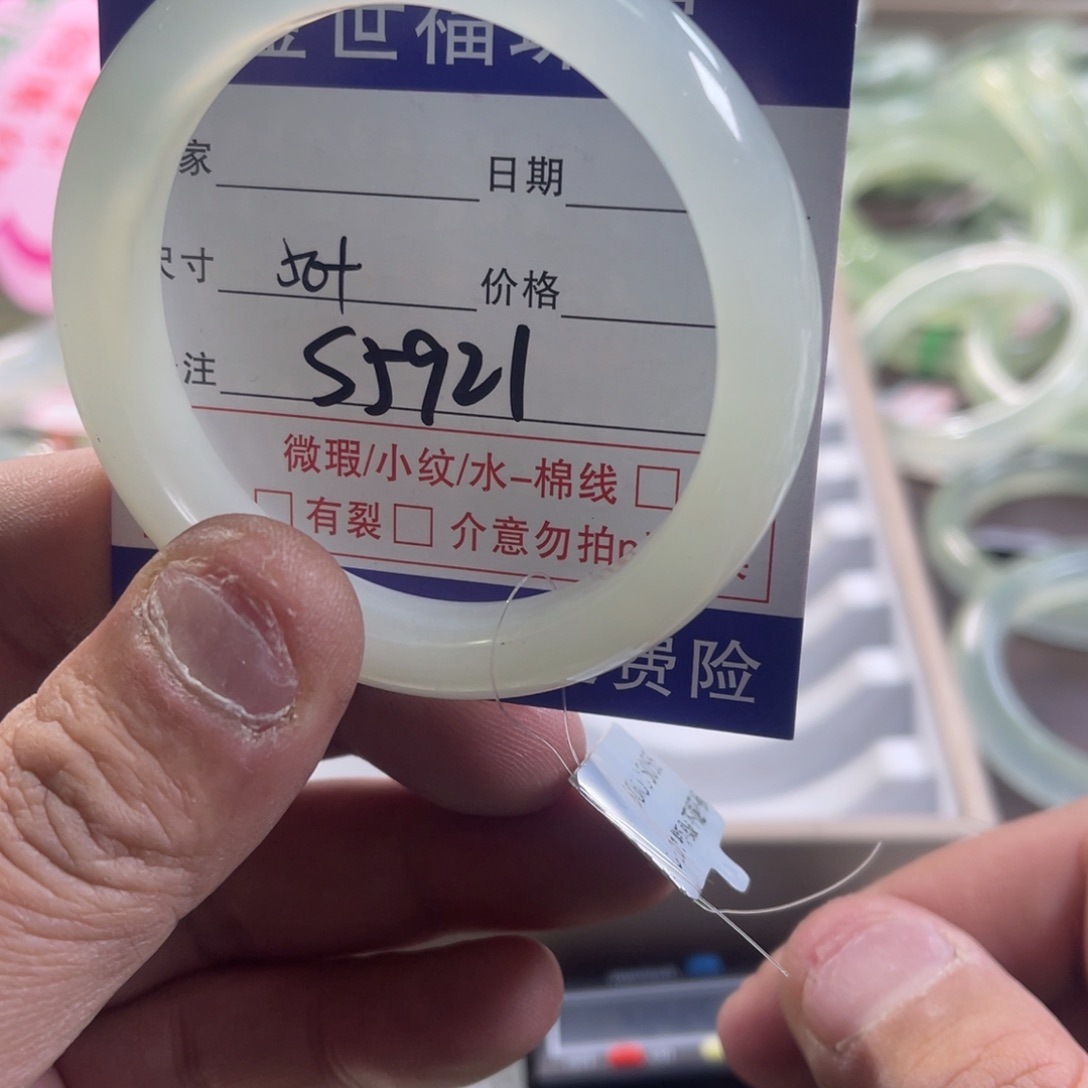 世福
家 日期
寸 50+ 价格
注 S5921
微瑕/小纹/水-棉线 □
□ 有裂 □ 介意勿拍
费险